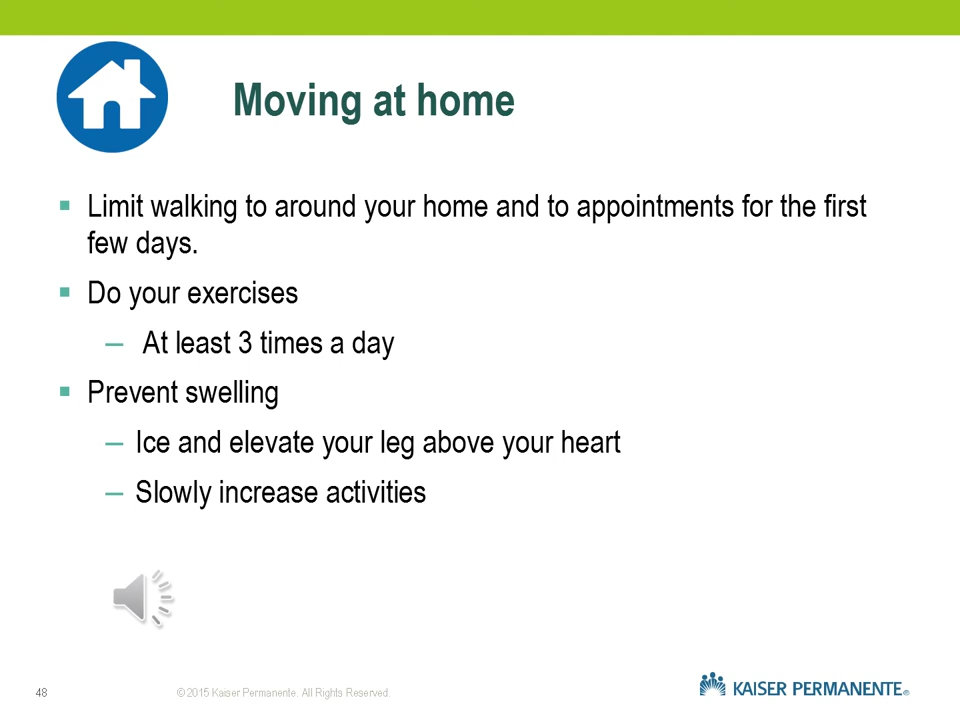 Moving at home
▪ Limit walking to around your home and to appointments for the first
few days.
▪ Do your exercises
– At least 3 times a day
▪ Prevent swelling
– Ice and elevate your leg above your heart
– Slowly increase activities
48
© 2015 Kaiser Permanente. All Rights Reserved.
KAISER PERMANENTE®